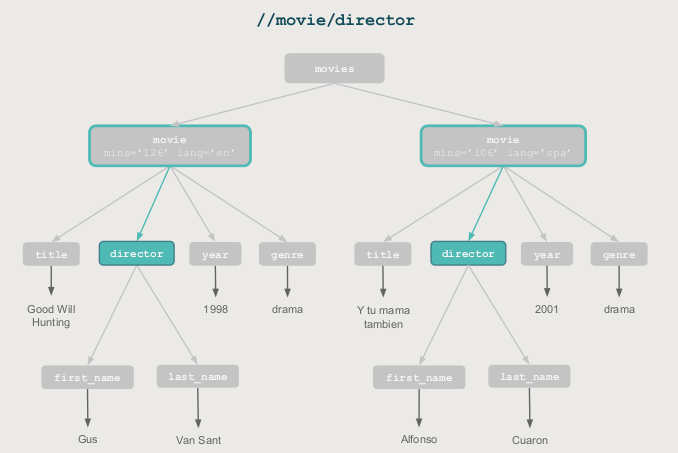 //movie/director
movies
movie
mins=’126’ lang=’en’
movie
mins=’106’ lang=’spa’
title
director
year
genre
title
director
year
genre
Good Will
Hunting
1998
drama
Y tu mama
tambien
2001
drama
first_name
last_name
first_name
last_name
Gus
Van Sant
Alfonso
Cuaron